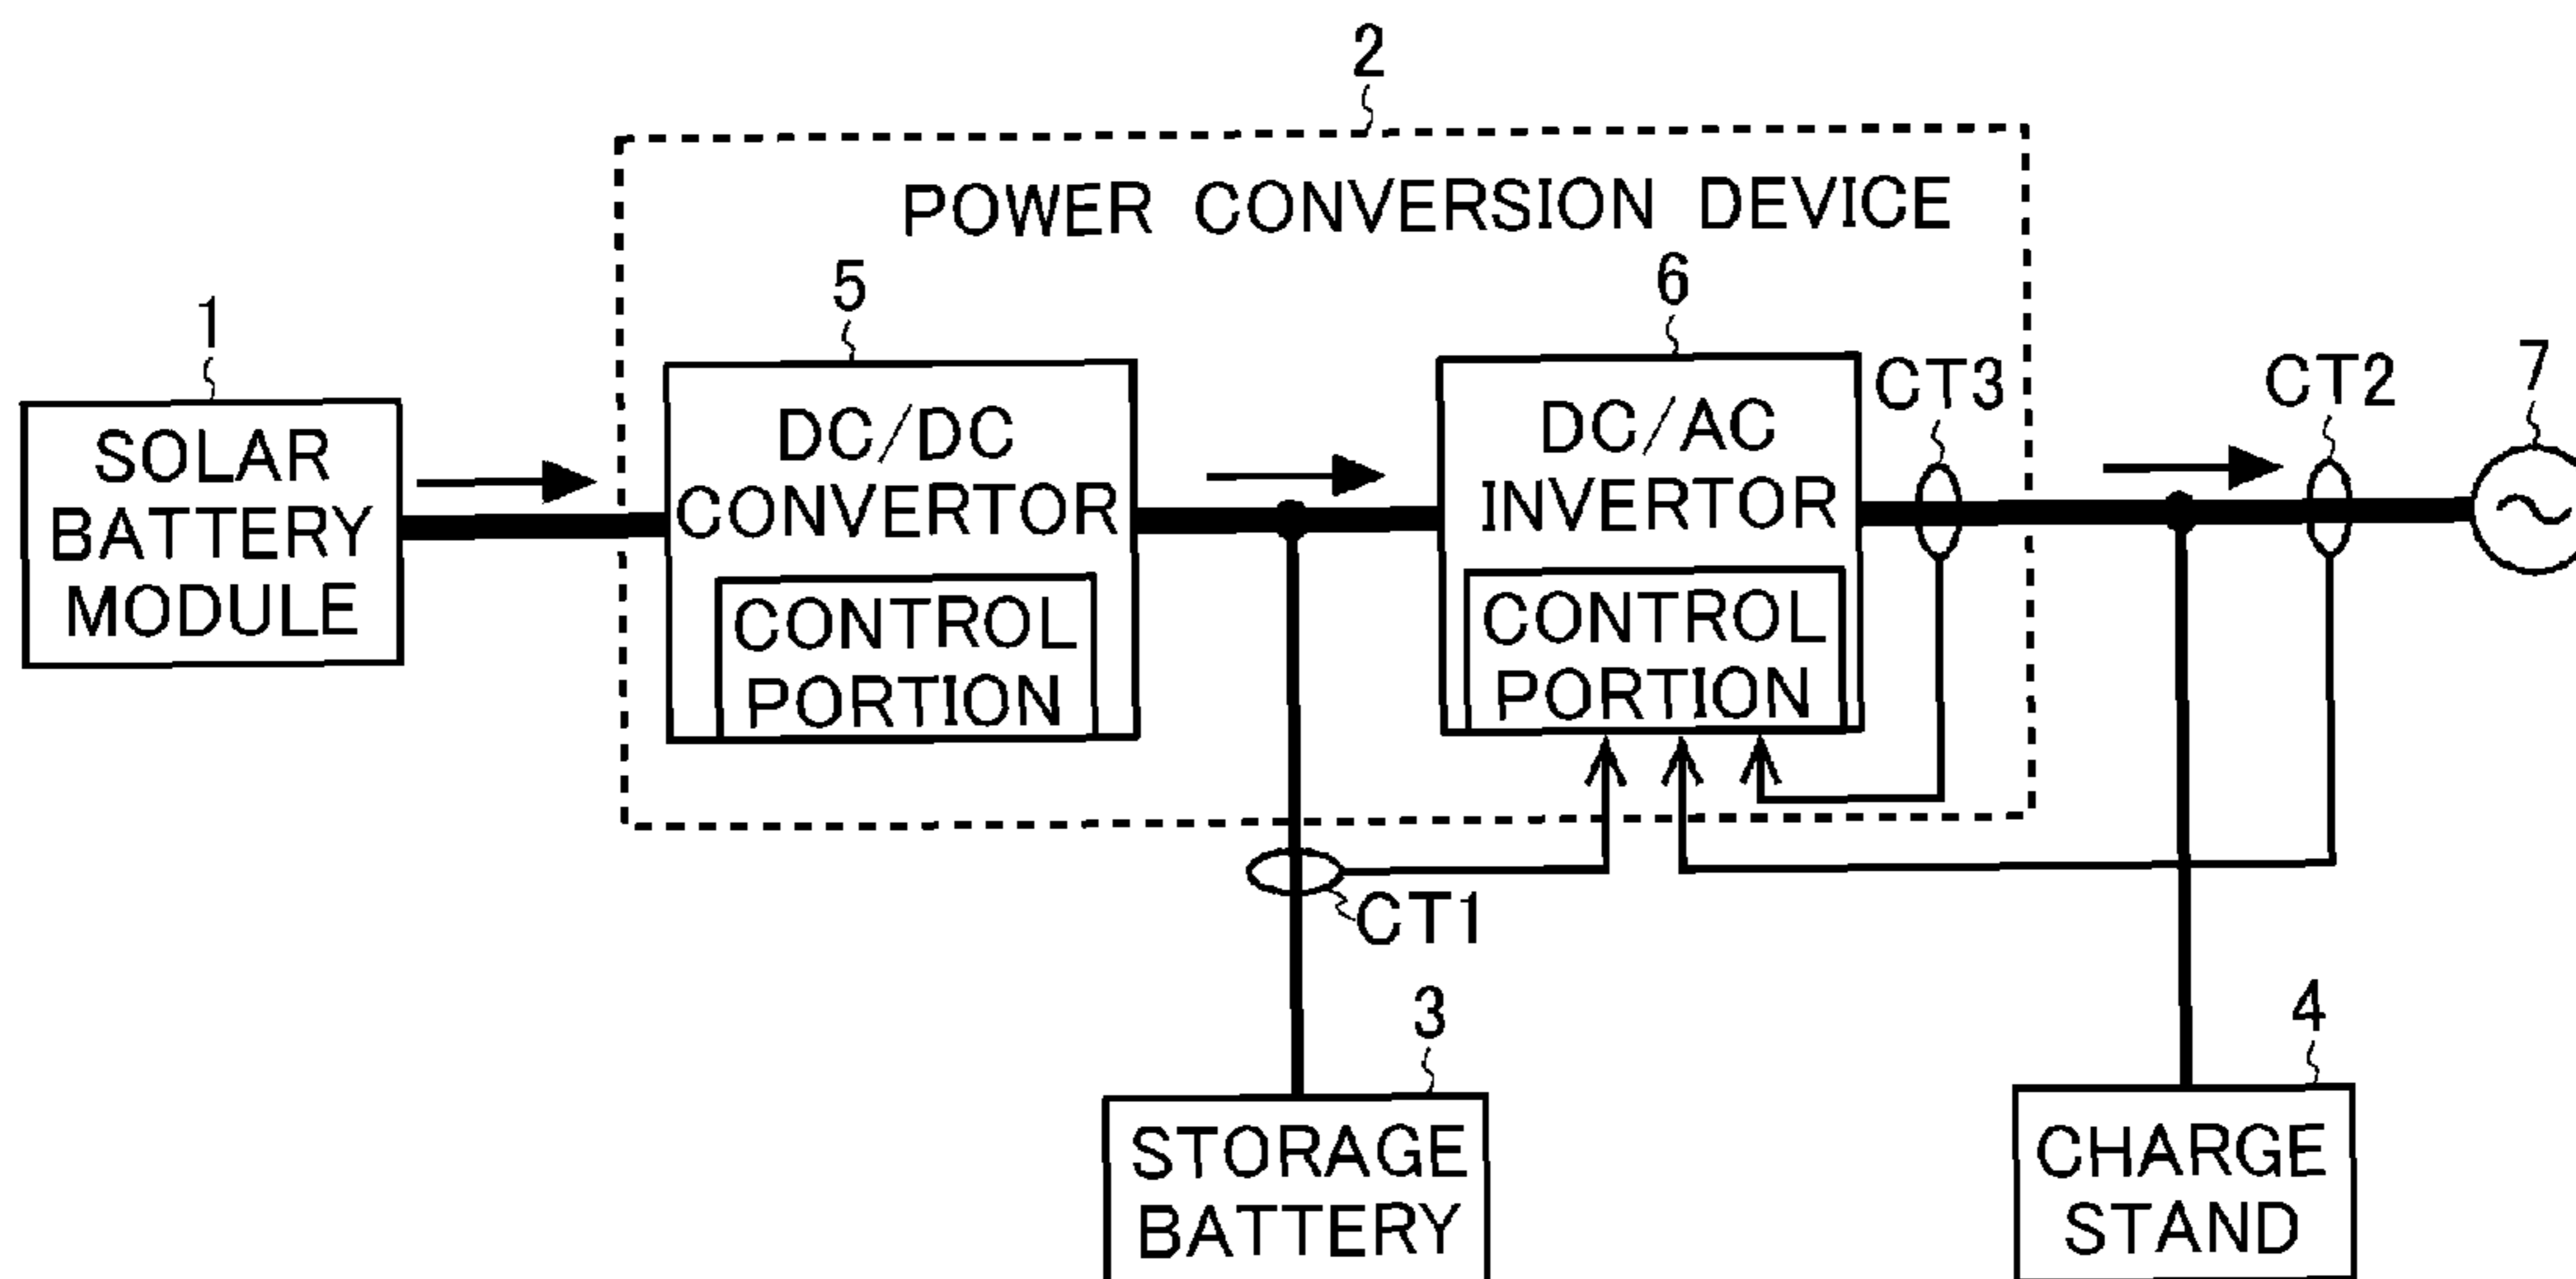 2
POWER CONVERSION DEVICE
1
5
6
CT3
CT2
7
SOLAR
BATTERY
MODULE
DC/DC
CONVERTOR
CONTROL
PORTION
DC/AC
INVERTOR
CONTROL
PORTION
CT1
3
4
STORAGE
BATTERY
CHARGE
STAND